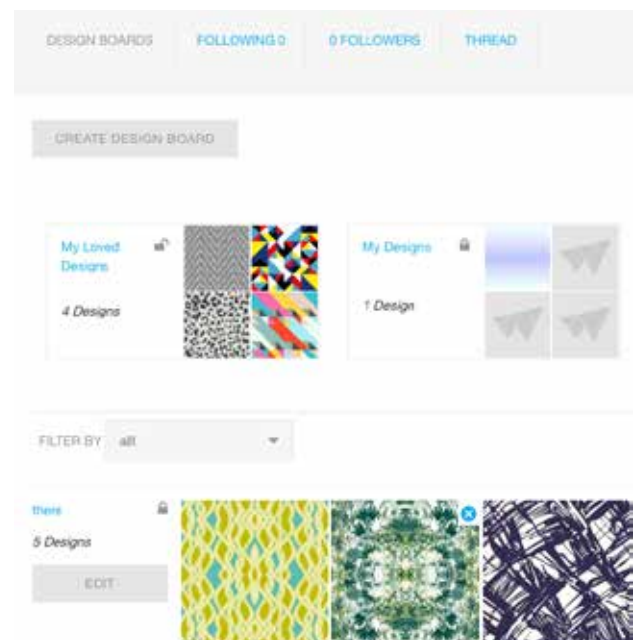 DESIGN BOARDS FOLLOWING 0 0 FOLLOWERS THREAD
CREATE DESIGN BOARD
My Loved My Designs
Designs
4 Designs 1 Design
FILTER BY all
there
5 Designs
EDIT